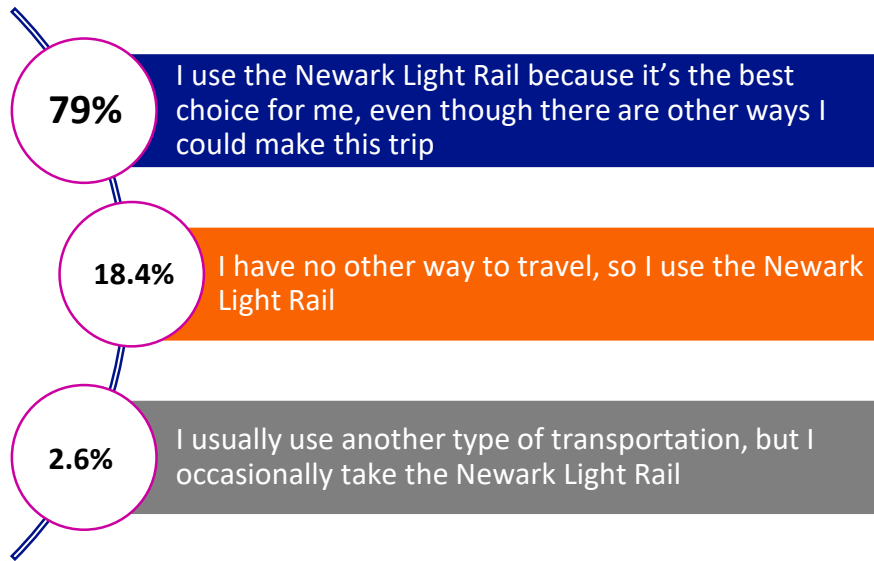 79%
I use the Newark Light Rail because it’s the best
choice for me, even though there are other ways I
could make this trip
18.4%
I have no other way to travel, so I use the Newark
Light Rail
2.6%
I usually use another type of transportation, but I
occasionally take the Newark Light Rail